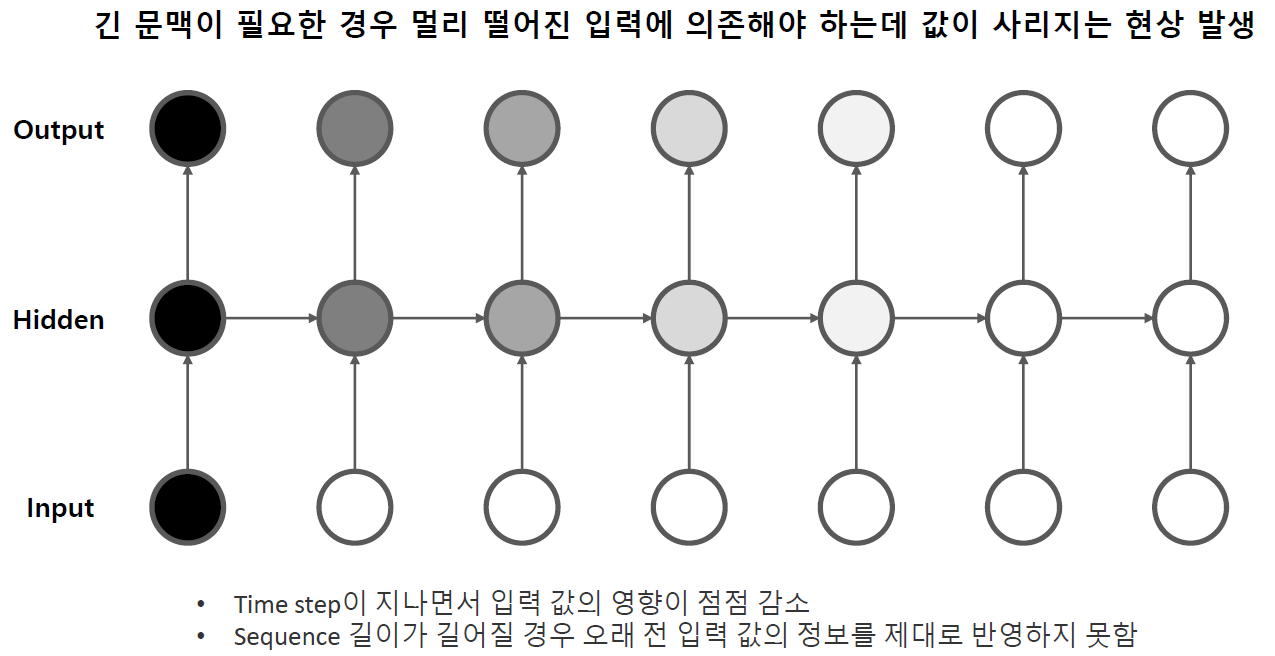 긴 문맥이 필요한 경우 멀리 떨어진 입력에 의존해야 하는데 값이 사리지는 현상 발생
Output
Hidden
Input
• Time step이 지나면서 입력 값의 영향이 점점 감소
• Sequence 길이가 길어질 경우 오래 전 입력 값의 정보를 제대로 반영하지 못함